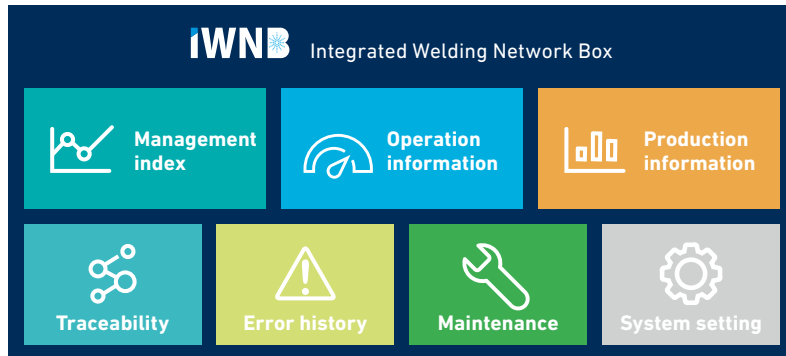 iWNB Integrated Welding Network Box
Management
index
Operation
information
Production
information
Traceability
Error history
Maintenance
System setting